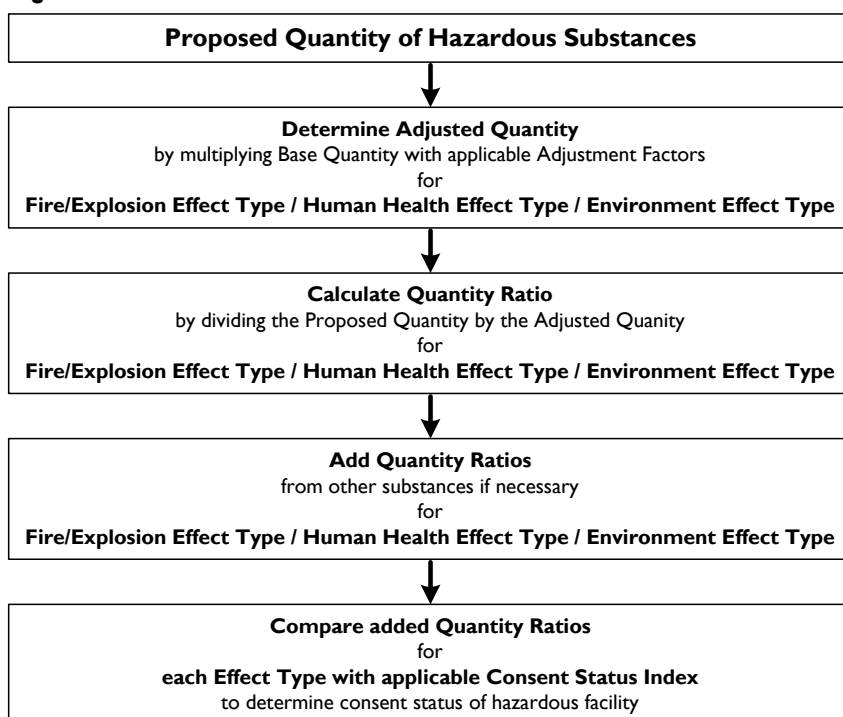 Proposed Quantity of Hazardous Substances
Determine Adjusted Quantity
by multiplying Base Quantity with applicable Adjustment Factors
for
Fire/Explosion Effect Type / Human Health Effect Type / Environment Effect Type
Calculate Quantity Ratio
by dividing the Proposed Quantity by the Adjusted Quanity
for
Fire/Explosion Effect Type / Human Health Effect Type / Environment Effect Type
Add Quantity Ratios
from other substances if necessary
for
Fire/Explosion Effect Type / Human Health Effect Type / Environment Effect Type
Compare added Quantity Ratios
for
each Effect Type with applicable Consent Status Index
to determine consent status of hazardous facility